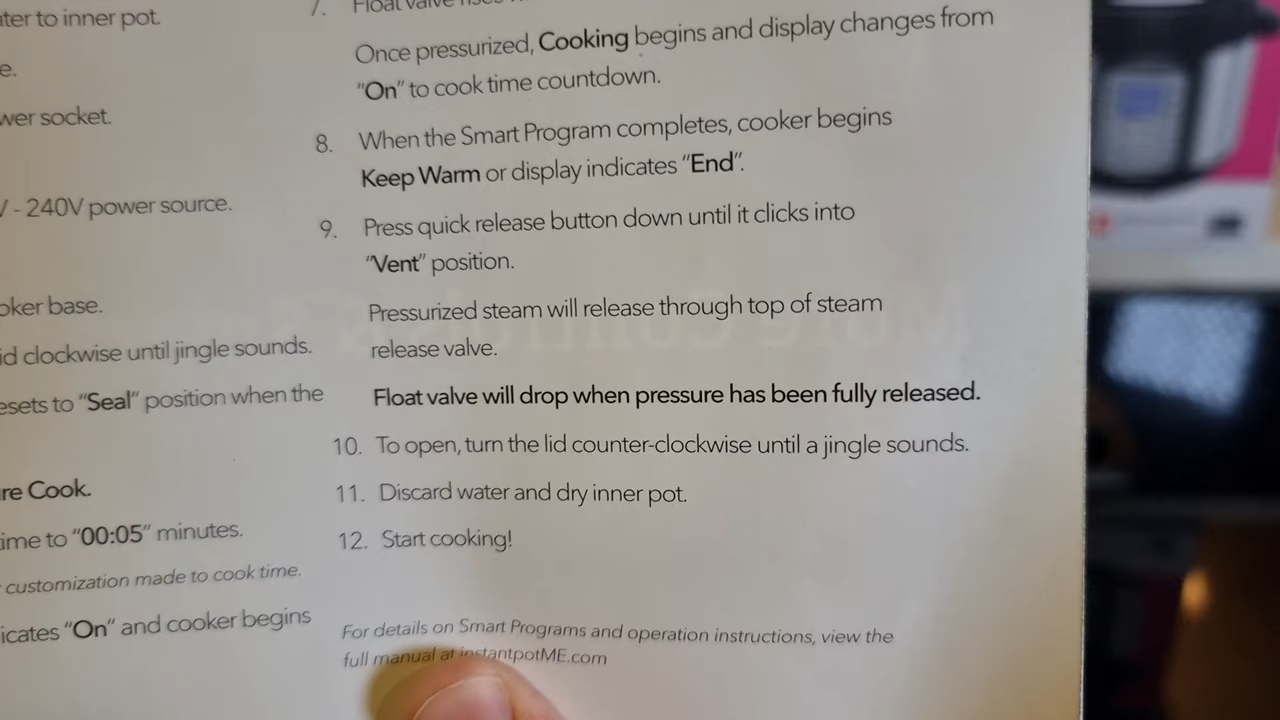 ter to inner pot.
e.
wer socket.
- 240V power source.
oker base.
id clockwise until jingle sounds.
esets to "Seal" position when the
re Cook.
ime to "00:05" minutes.
customization made to cook time.
icates "On" and cooker begins
7. Float valve rises
Once pressurized, Cooking begins and display changes from
"On" to cook time countdown.
8. When the Smart Program completes, cooker begins
Keep Warm or display indicates "End".
9. Press quick release button down until it clicks into
"Vent" position.
Pressurized steam will release through top of steam
release valve.
Float valve will drop when pressure has been fully released.
10. To open, turn the lid counter-clockwise until a jingle sounds.
11. Discard water and dry inner pot.
12. Start cooking!
For details on Smart Programs and operation instructions, view the
full manual at instantpotME.com